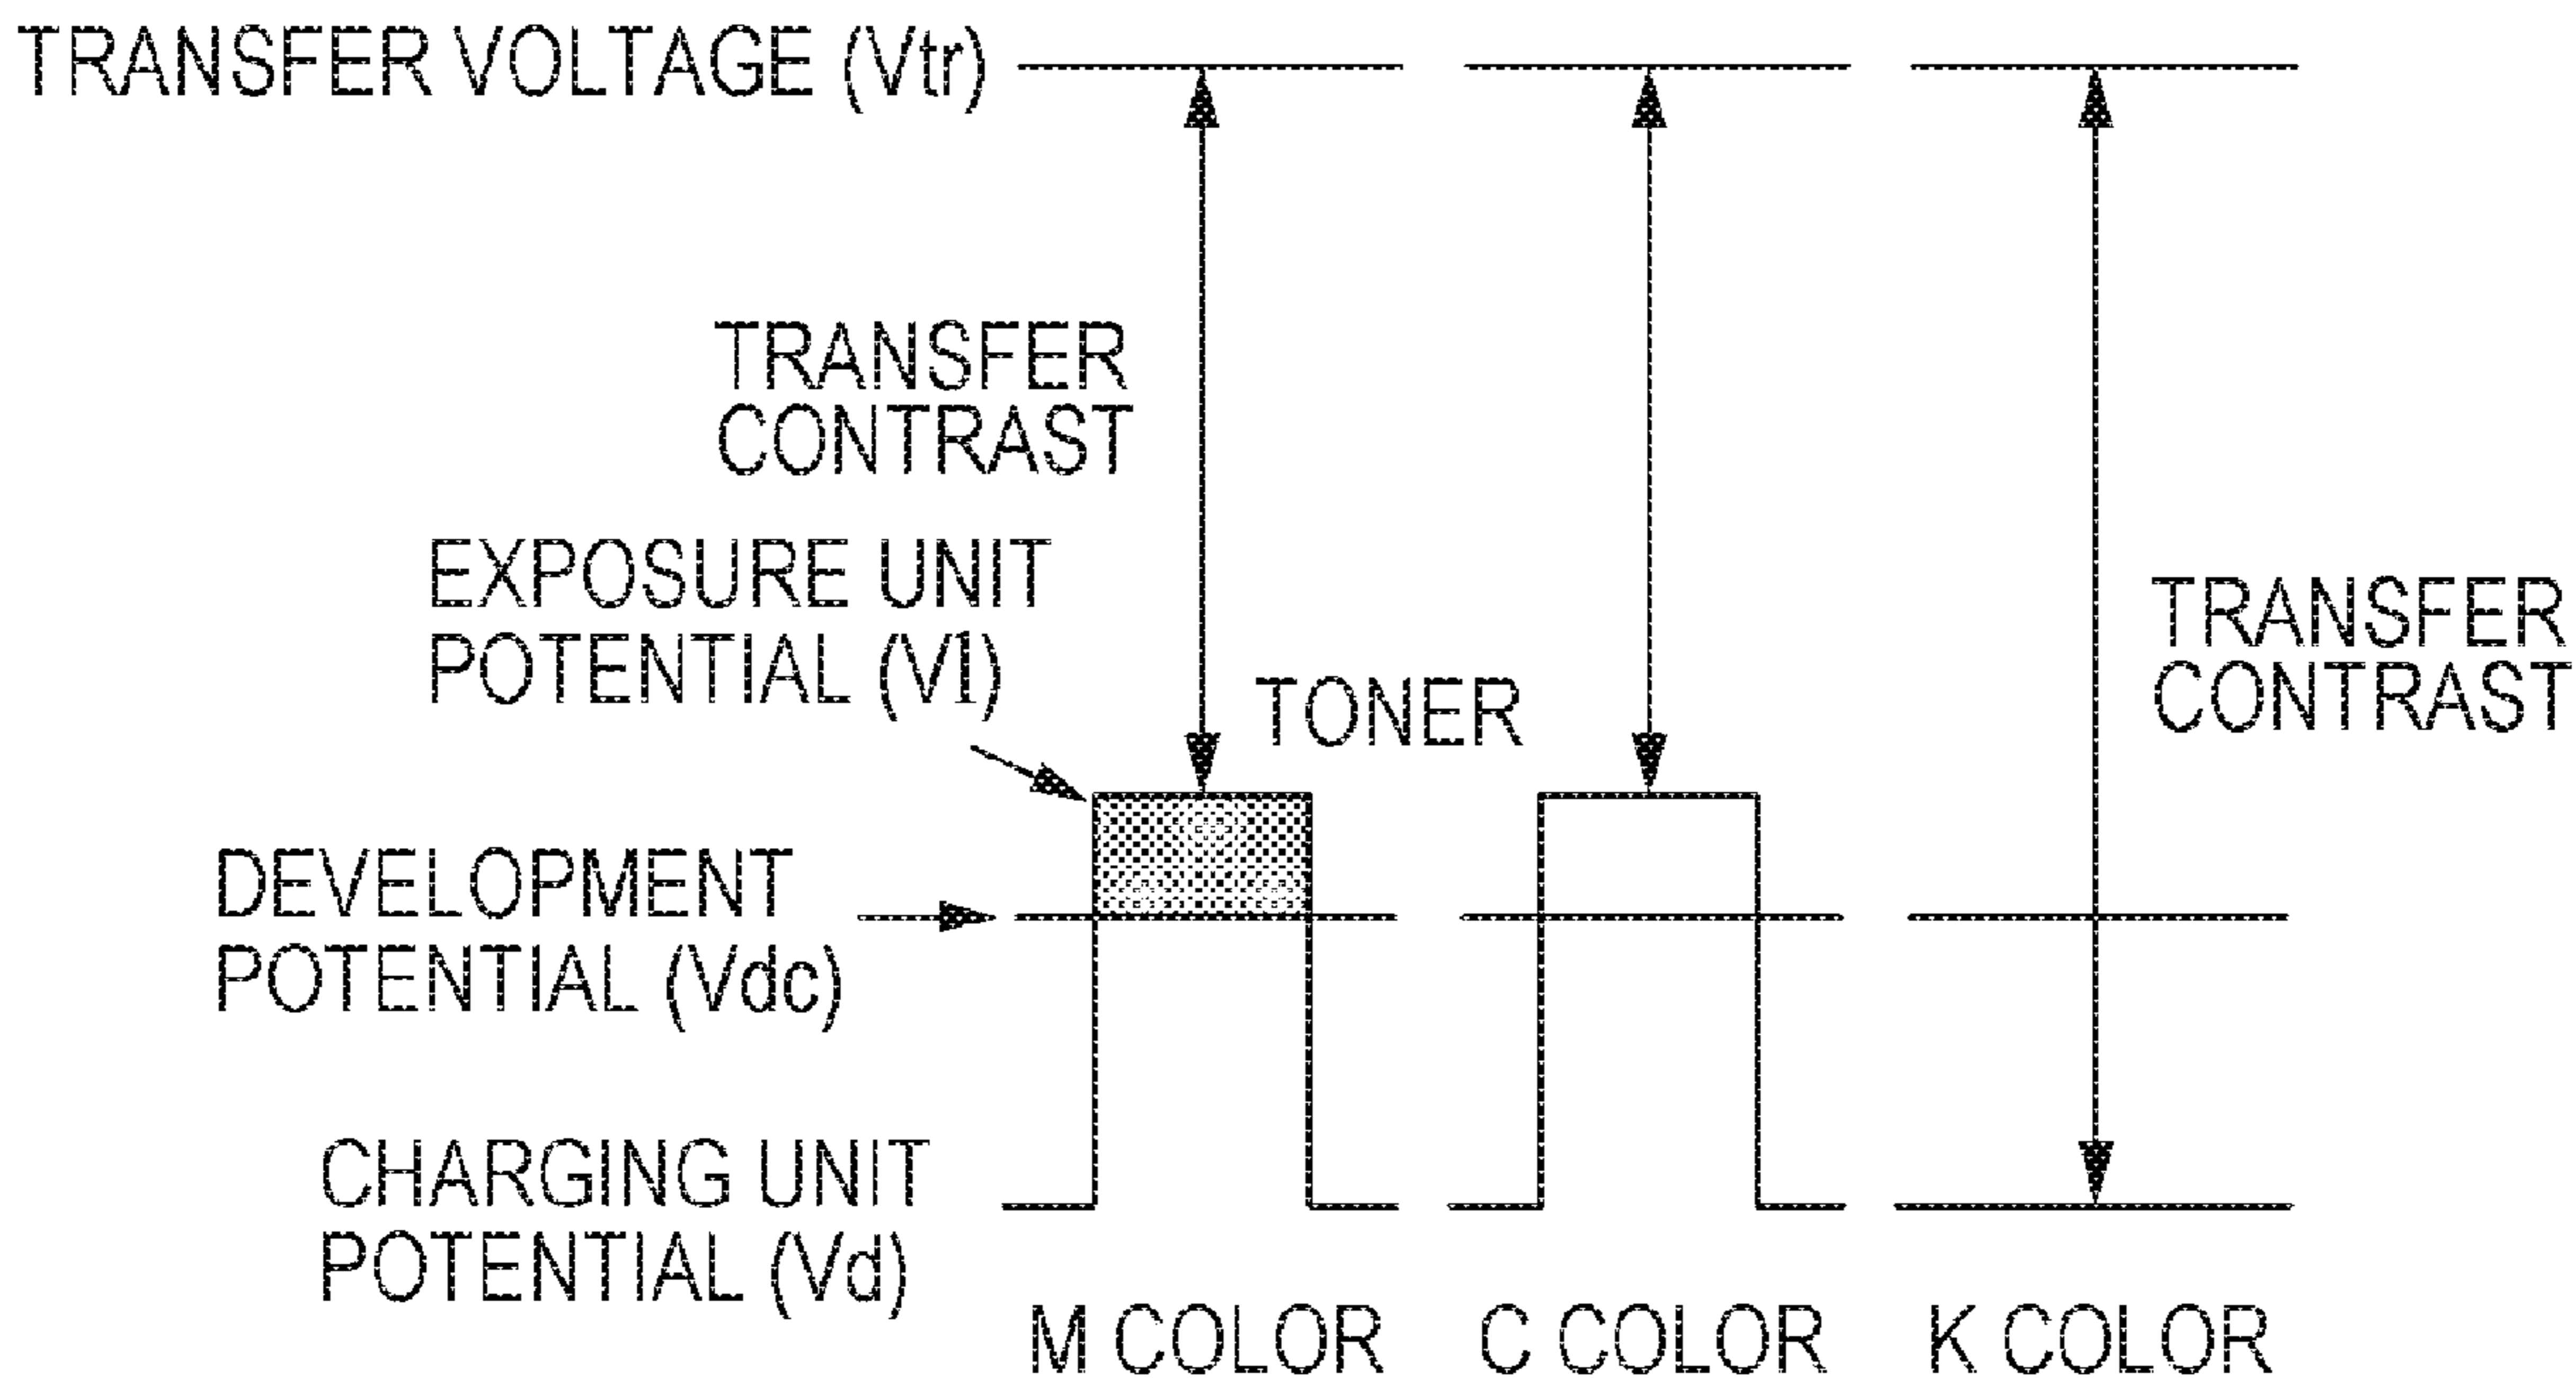 TRANSFER VOLTAGE (Vtr)
TRANSFER
CONTRAST
EXPOSURE UNIT
POTENTIAL (Vl)
TONER
TRANSFER
CONTRAST
DEVELOPMENT
POTENTIAL (Vdc)
CHARGING UNIT
POTENTIAL (Vd)
M COLOR
C COLOR
K COLOR